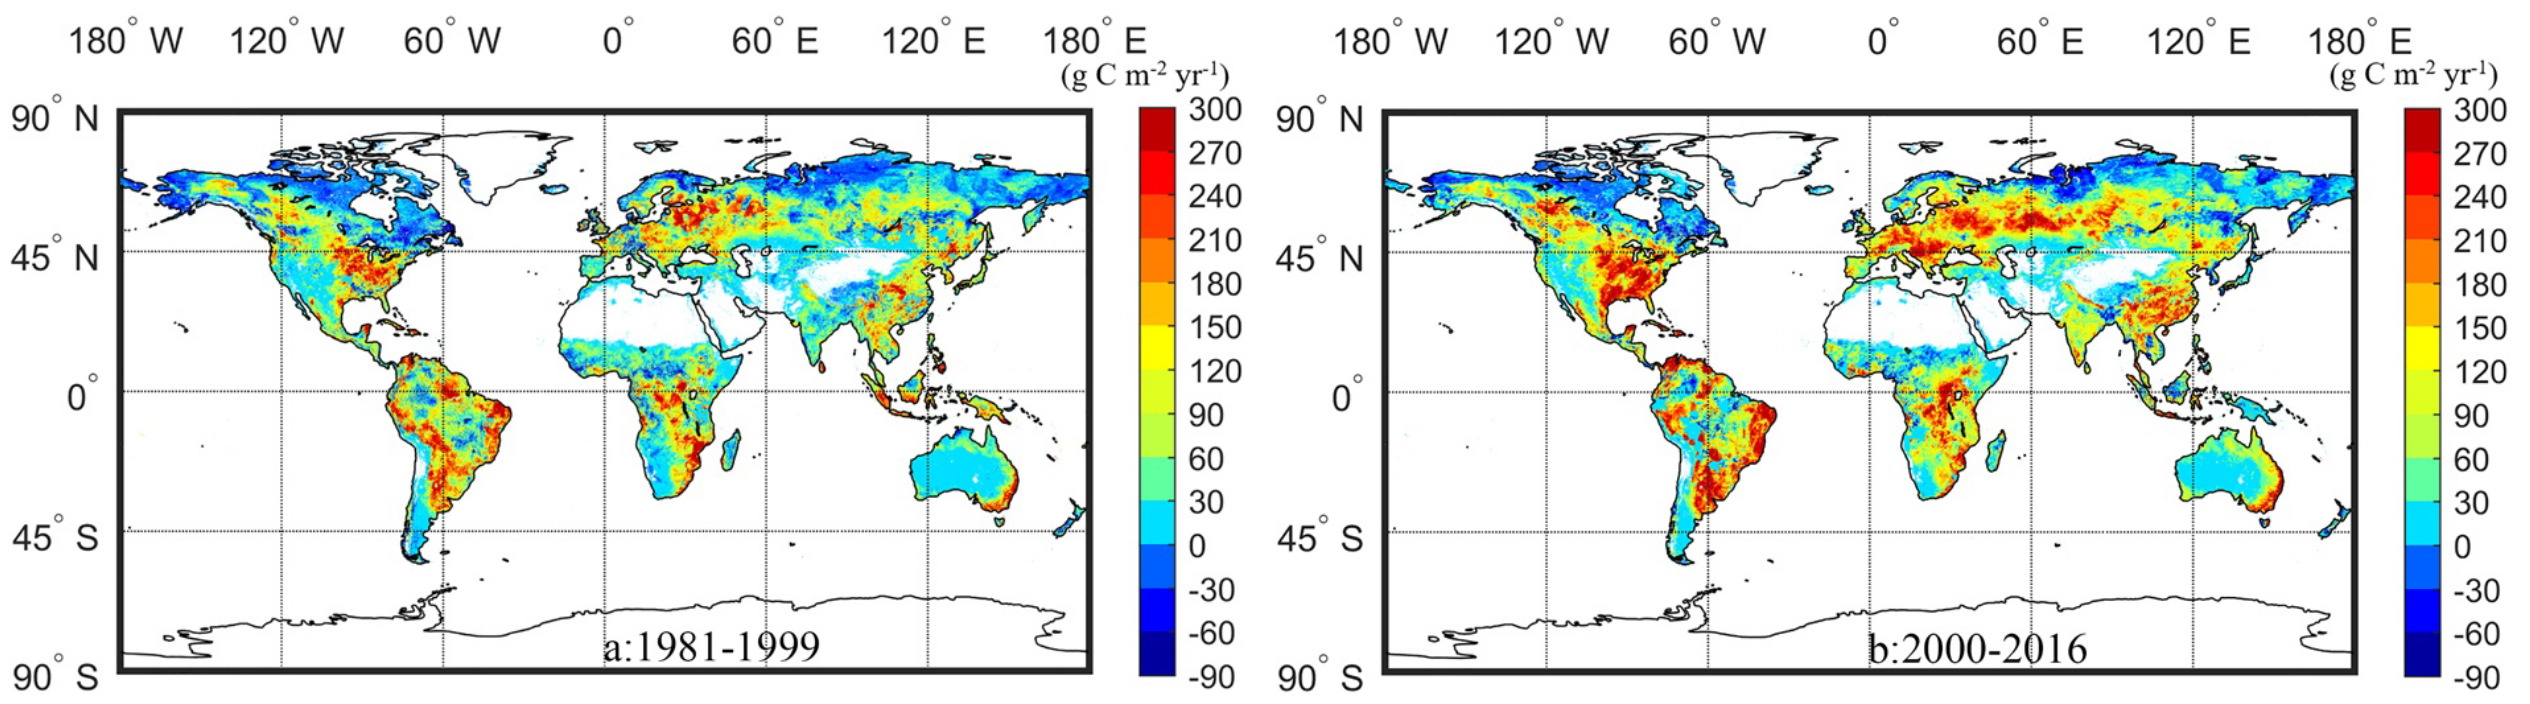 180° W 120° W 60° W 0° 60° E 120° E 180° E
(g C m-2 yr-1)
90° N
45° N
0°
45° S
90° S
300
270
240
210
180
150
120
90
60
30
0
-30
-60
-90
a:1981-1999
180° W 120° W 60° W 0° 60° E 120° E 180° E
(g C m-2 yr-1)
90° N
45° N
0°
45° S
90° S
300
270
240
210
180
150
120
90
60
30
0
-30
-60
-90
b:2000-2016